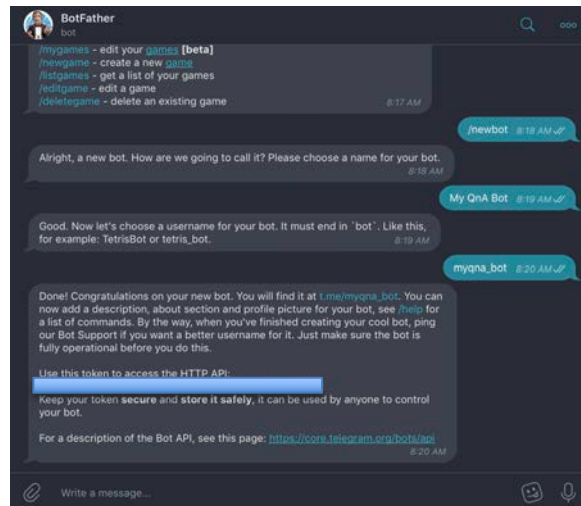 BotFather
bot
/mygames - edit your games [beta]
/newgame - create a new game
/listgames - get a list of your games
/editgame - edit a game
/deletegame - delete an existing game
8:17 AM
/newbot 8:18 AM
Alright, a new bot. How are we going to call it? Please choose a name for your bot.
8:18 AM
My QnA Bot 8:19 AM
Good. Now let's choose a username for your bot. It must end in `bot`. Like this,
for example: TetrisBot or tetris_bot.
8:19 AM
myqna_bot 8:20 AM
Done! Congratulations on your new bot. You will find it at t.me/myqna_bot. You can
now add a description, about section and profile picture for your bot, see /help for
a list of commands. By the way, when you've finished creating your cool bot, ping
our Bot Support if you want a better username for it. Just make sure the bot is
fully operational before you do this.
Use this token to access the HTTP API:
Keep your token secure and store it safely, it can be used by anyone to control
your bot.
For a description of the Bot API, see this page: https://core.telegram.org/bots/api
8:20 AM
Write a message...